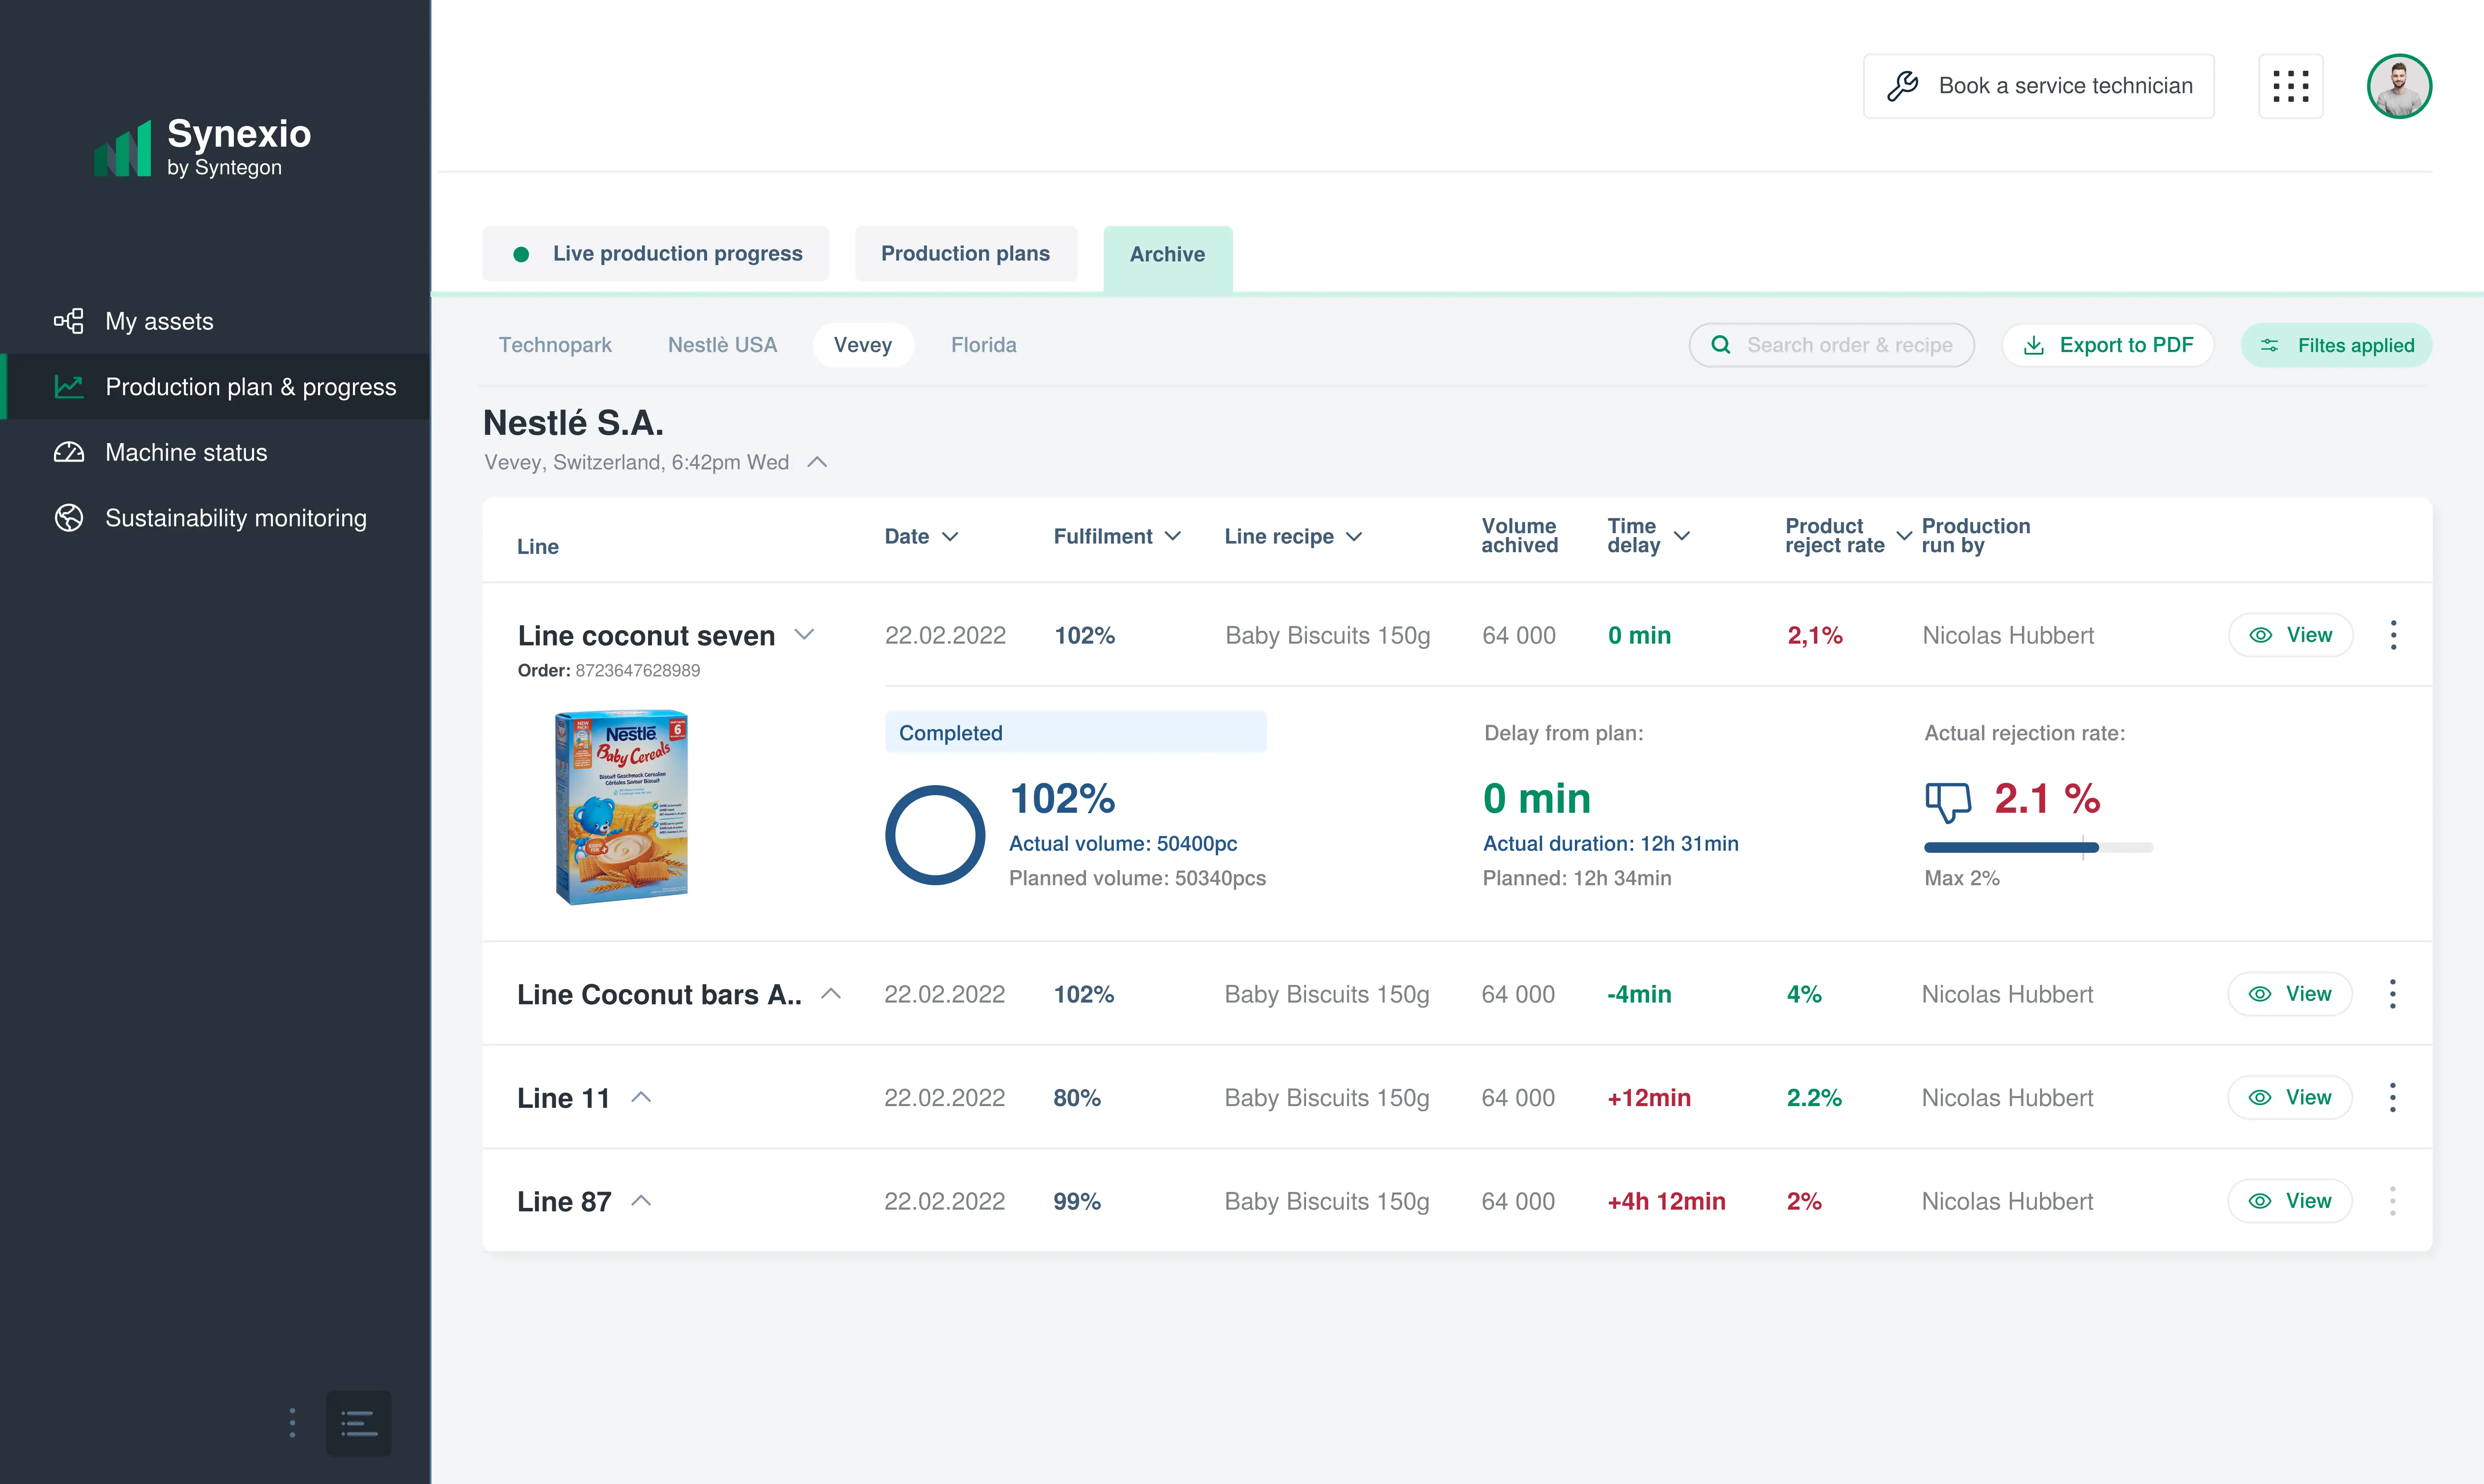 Synexio
by Syntegon
My assets
Production plan & progress
Machine status
Sustainability monitoring
Book a service technician
Live production progress
Production plans
Archive
Technopark
Nestlè USA
Vevey
Florida
Search order & recipe
Export to PDF
Filtes applied
Nestlé S.A.
Vevey, Switzerland, 6:42pm Wed
Line
Date
Fulfilment
Line recipe
Volume
achived
Time
delay
Product
reject rate
Production
run by
Line coconut seven
22.02.2022
102%
Baby Biscuits 150g
64 000
0 min
2,1%
Nicolas Hubbert
View
Order: 8723647628989
Nestlé
Baby Cereals
Biscuit Geschmack Cerealien
Céréales Saveur Biscuit
6
Completed
102%
Actual volume: 50400pc
Planned volume: 50340pcs
Delay from plan:
0 min
Actual duration: 12h 31min
Planned: 12h 34min
Actual rejection rate:
2.1 %
Max 2%
Line Coconut bars A..
22.02.2022
102%
Baby Biscuits 150g
64 000
-4min
4%
Nicolas Hubbert
View
Line 11
22.02.2022
80%
Baby Biscuits 150g
64 000
+12min
2.2%
Nicolas Hubbert
View
Line 87
22.02.2022
99%
Baby Biscuits 150g
64 000
+4h 12min
2%
Nicolas Hubbert
View